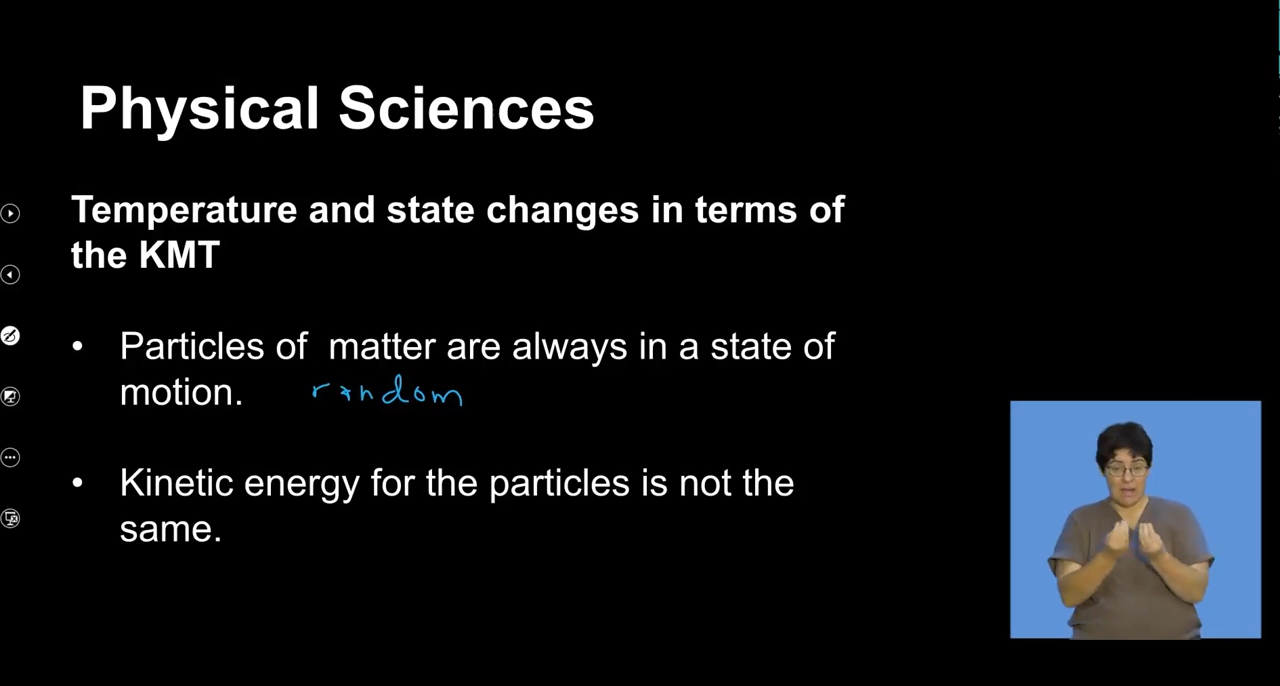 Physical Sciences
Temperature and state changes in terms of
the KMT
• Particles of matter are always in a state of
motion. random
• Kinetic energy for the particles is not the
same.